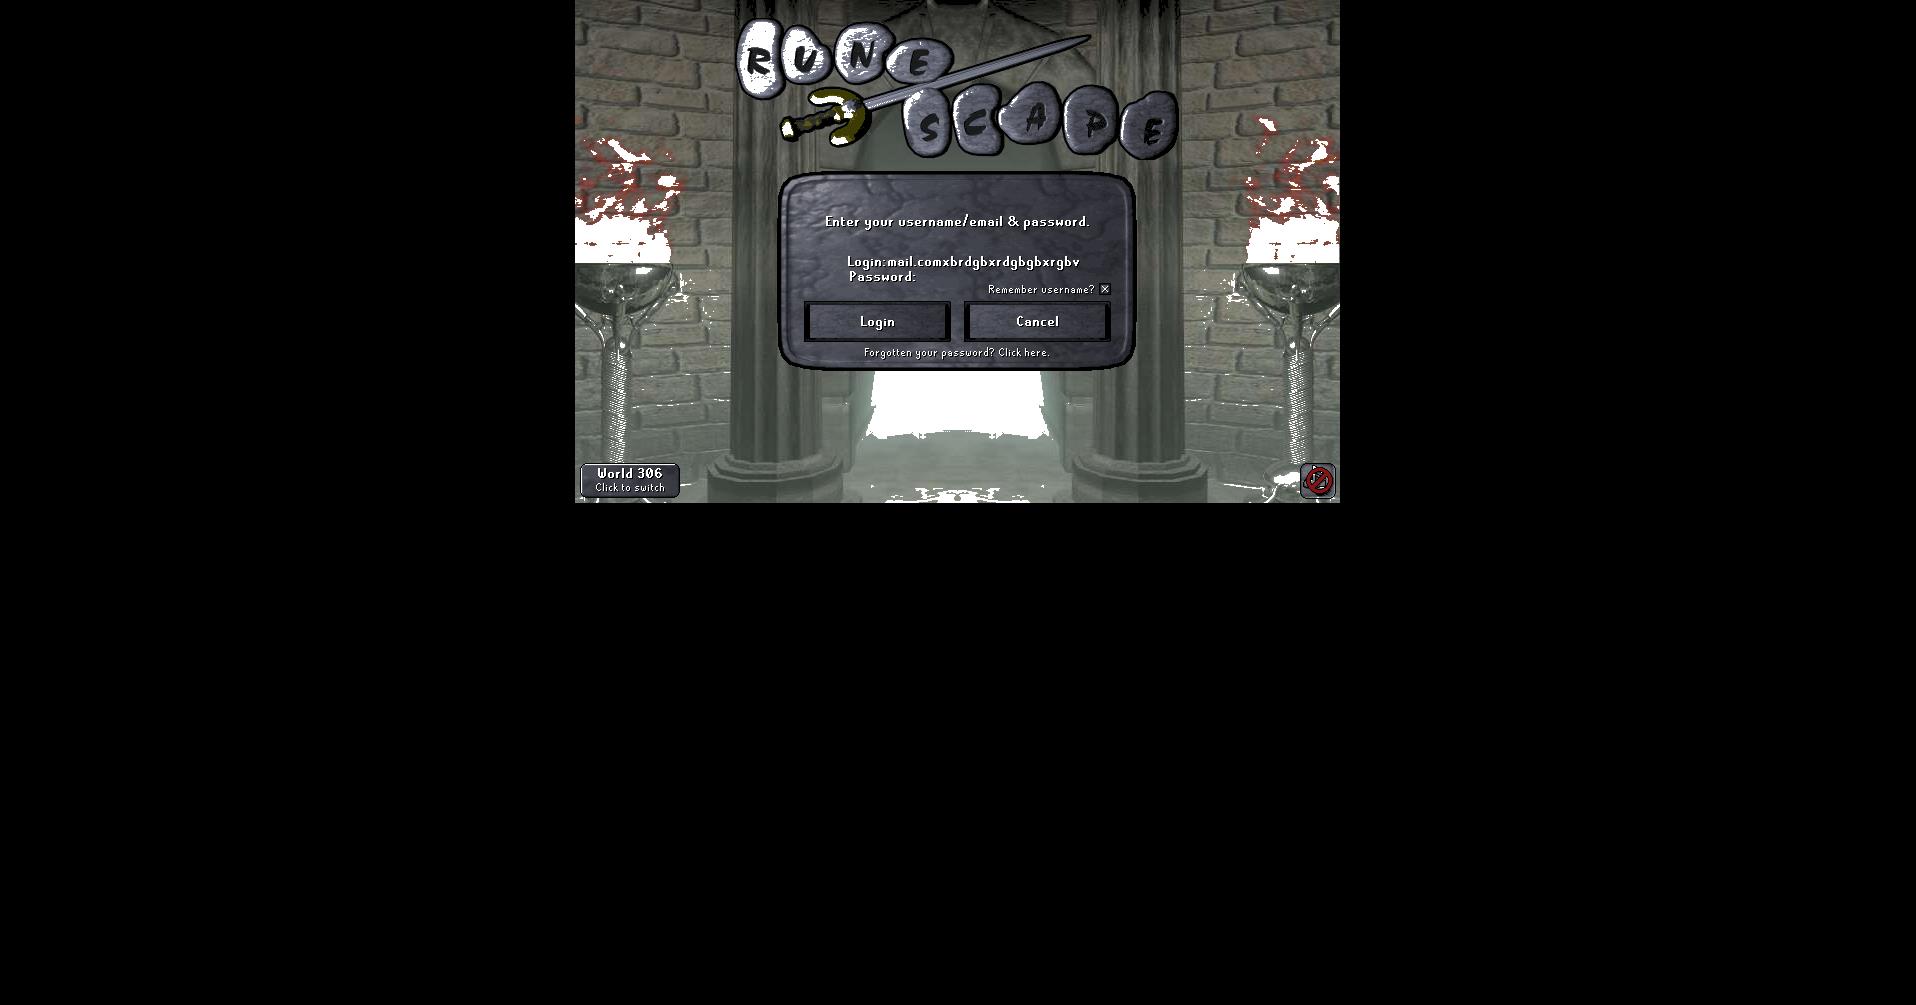 RUNE
SCAPE
Enter your username/email & password.
Login:mail.comxbrdgbxrdgbgbxrgbv
Password:
Remember username?
Login
Cancel
Forgotten your password? Click here.
World 306
Click to switch